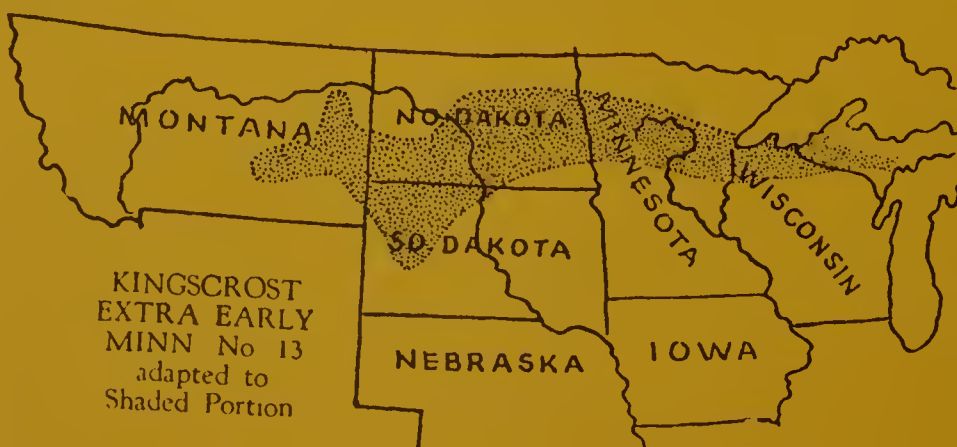 MONTANA
NO DAKOTA
MINNESOTA
WISCONSIN
SO DAKOTA
NEBRASKA
IOWA
KINGSCROST
EXTRA EARLY
MINN No 13
adapted to
Shaded Portion